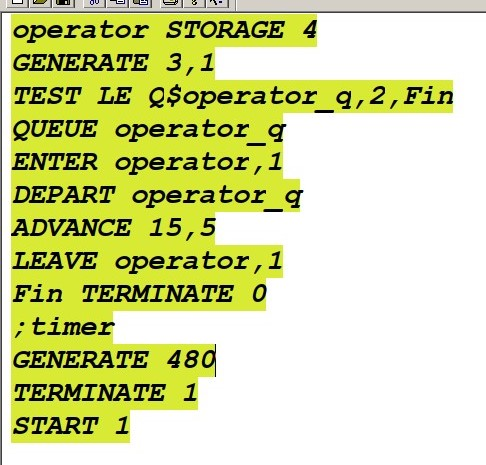 operator STORAGE 4
GENERATE 3,1
TEST LE Q$operator_q,2,Fin
QUEUE operator_q
ENTER operator,1
DEPART operator_q
ADVANCE 15,5
LEAVE operator,1
Fin TERMINATE 0
;timer
GENERATE 480
TERMINATE 1
START 1